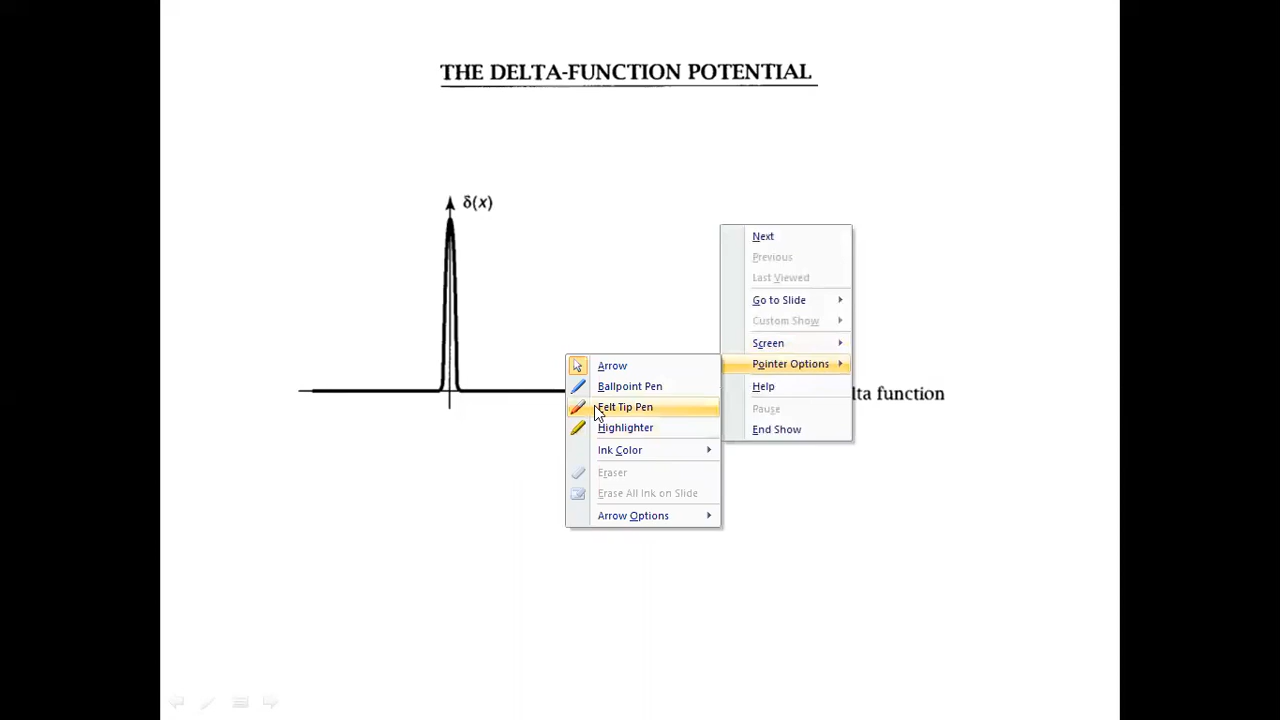 THE DELTA-FUNCTION POTENTIAL
δ(x)
Next
Previous
Last Viewed
Go to Slide
Custom Show
Screen
Pointer Options
Help
Pause
End Show
Arrow
Ballpoint Pen
Felt Tip Pen
Highlighter
Ink Color
Eraser
Erase All Ink on Slide
Arrow Options
lta function